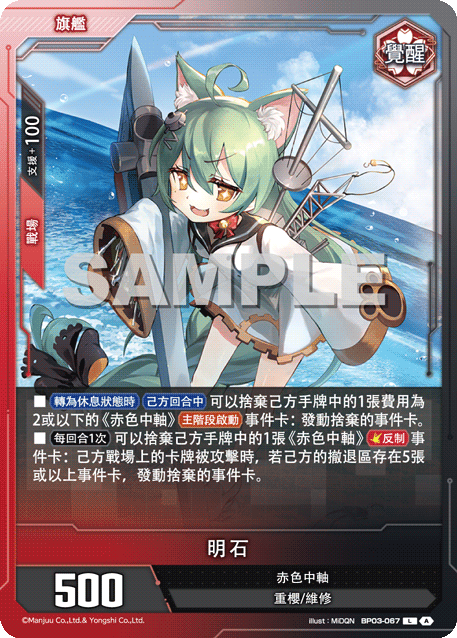 旗艦
覺醒
支援+100
戰場
SAMPLE
■ 轉為休息狀態時 己方回合中 可以捨棄己方手牌中的1張費用為
2或以下的《赤色中軸》主階段啟動 事件卡：發動捨棄的事件卡。
■ 每回合1次 可以捨棄己方手牌中的1張《赤色中軸》反制 事
件卡：己方戰場上的卡牌被攻擊時，若己方的撤退區存在5張
或以上事件卡，發動捨棄的事件卡。
明石
500
赤色中軸
重櫻/維修
©Manjuu Co.,Ltd.& Yongshi Co.,Ltd.
illust : MiDQN BP03-067 L A